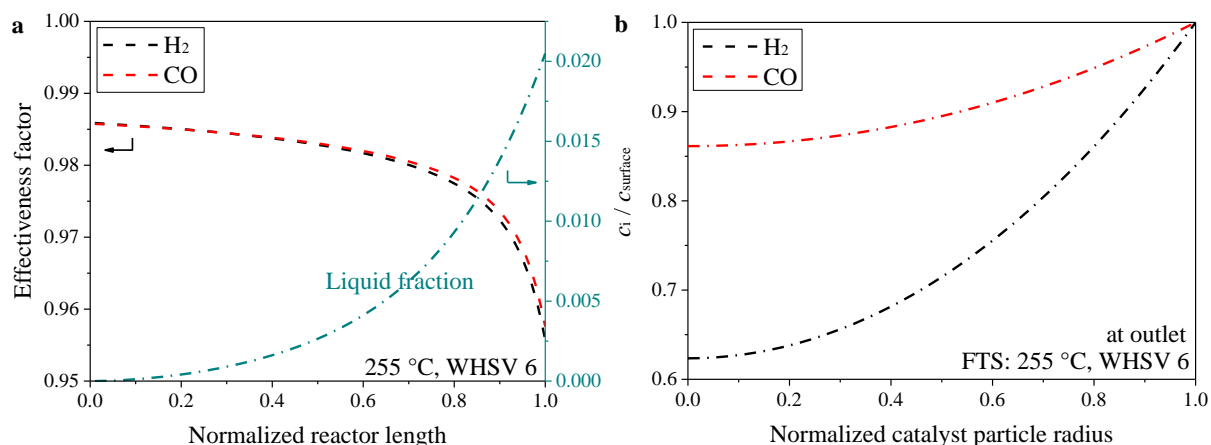 a
H2
CO
1.00
0.99
0.98
0.97
0.96
0.95
Effectiveness factor
0.020
0.015
0.010
0.005
0.000
Liquid fraction
255 °C, WHSV 6
0.0 0.2 0.4 0.6 0.8 1.0
Normalized reactor length
b
H2
CO
1.0
0.9
0.8
0.7
0.6
ci / csurface
at outlet
FTS: 255 °C, WHSV 6
0.0 0.2 0.4 0.6 0.8 1.0
Normalized catalyst particle radius